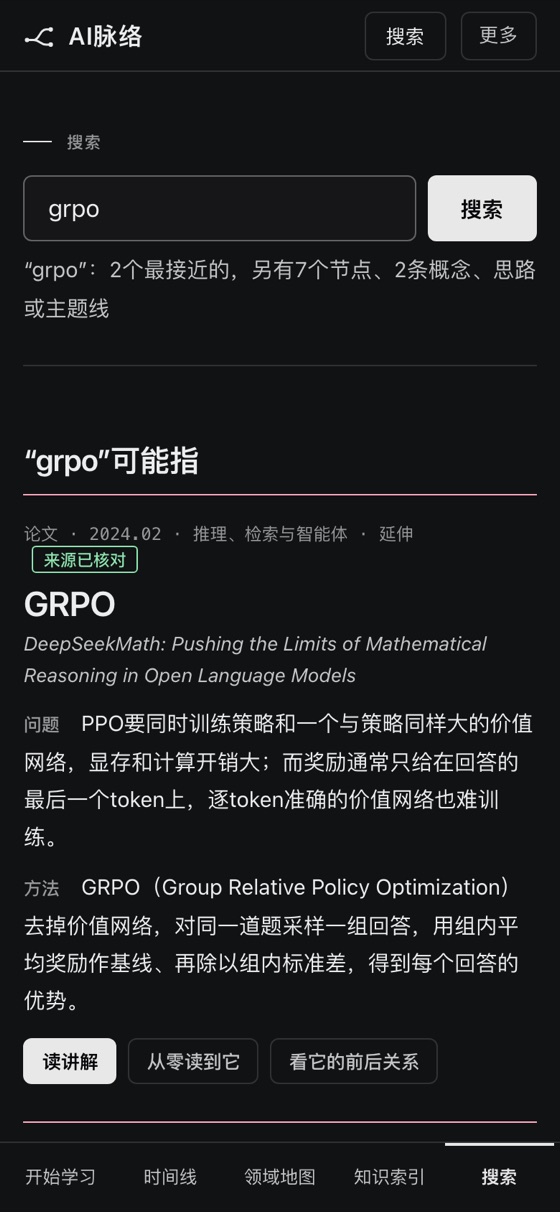 AI脉络
搜索
更多
搜索
grpo
搜索
“grpo”：2个最接近的，另有7个节点、2条概念、思路
或主题线
“grpo”可能指
论文 · 2024.02 · 推理、检索与智能体 · 延伸
来源已核对
GRPO
DeepSeekMath: Pushing the Limits of Mathematical
Reasoning in Open Language Models
问题 PPO要同时训练策略和一个与策略同样大的价值
网络，显存和计算开销大；而奖励通常只给在回答的
最后一个token上，逐token准确的价值网络也难训
练。
方法 GRPO（Group Relative Policy Optimization）
去掉价值网络，对同一道题采样一组回答，用组内平
均奖励作基线、再除以组内标准差，得到每个回答的
优势。
读讲解
从零读到它
看它的前后关系
开始学习
时间线
领域地图
知识索引
搜索